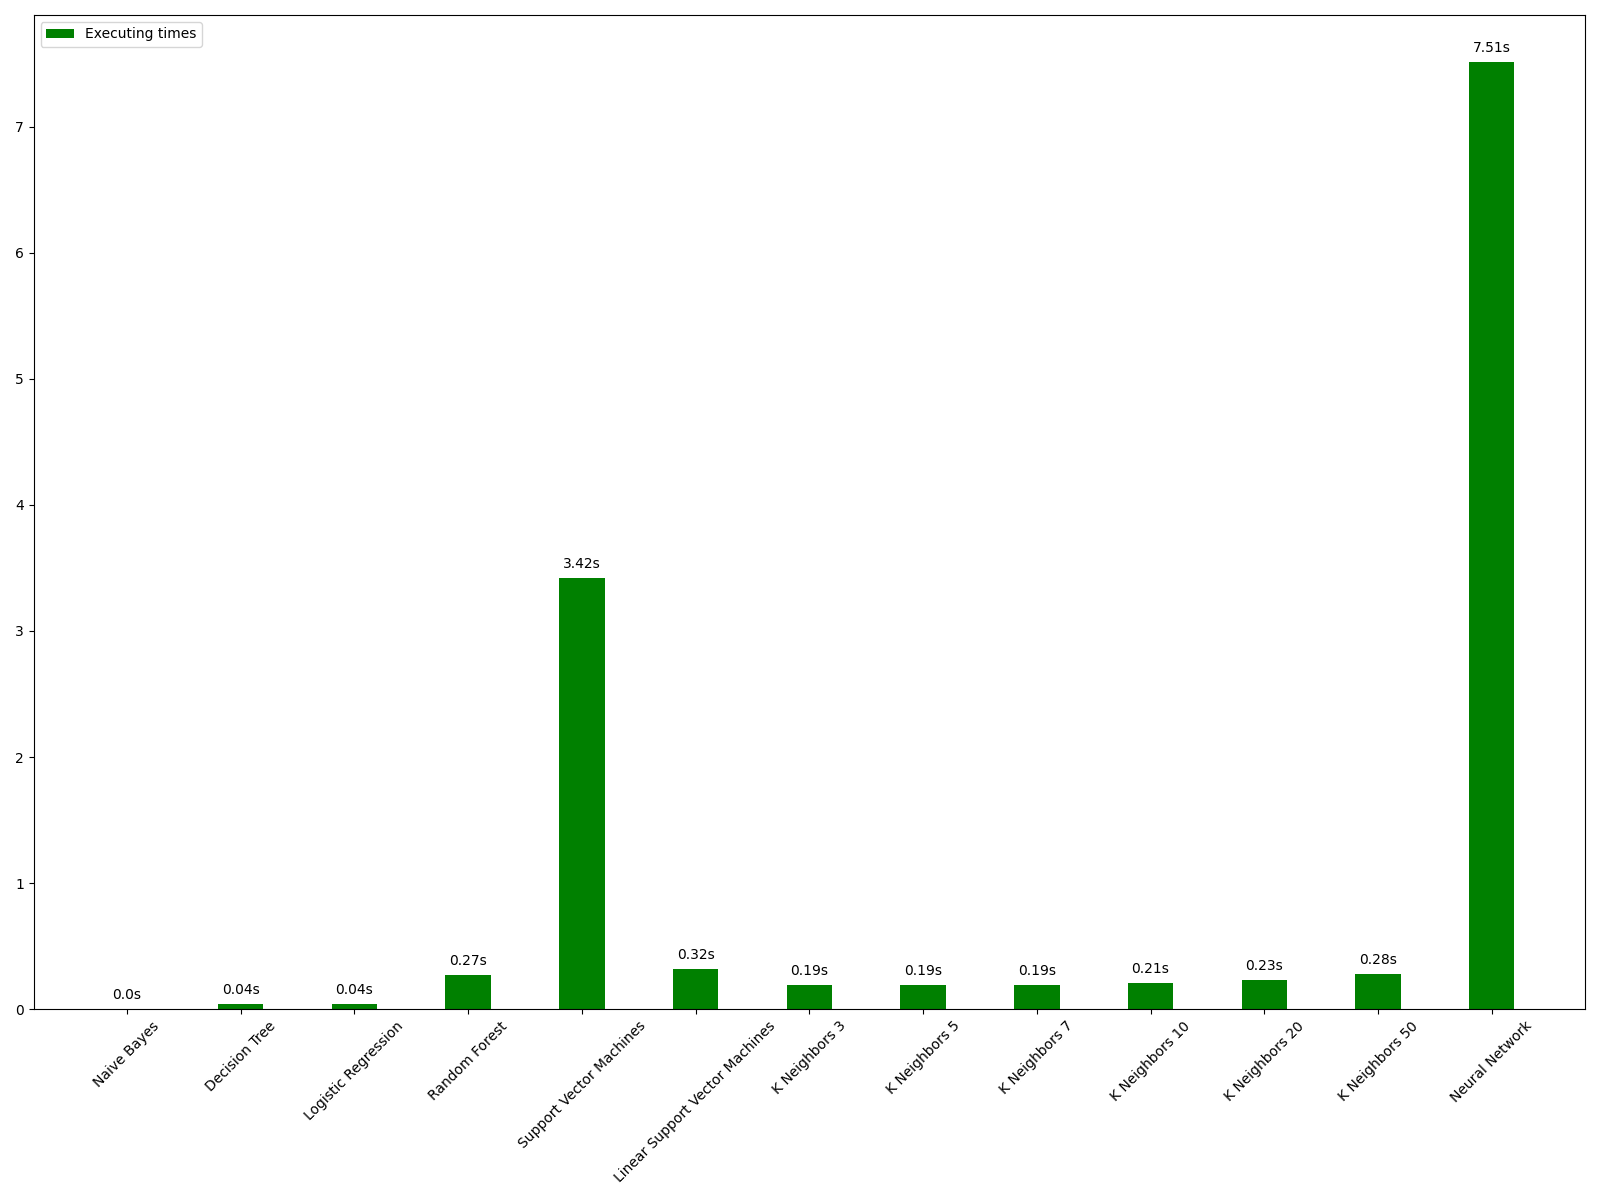 Executing times
7.51s
7
6
5
4
3.42s
3
2
1
0.32s
0.27s
0.28s
0.19s
0.19s
0.19s
0.21s
0.23s
0.04s
0.04s
0.0s
0
Naive Bayes
Decision Tree
Logistic Regression
Random Forest
Support Vector Machines
Linear Support Vector Machines
K Neighbors 3
K Neighbors 5
K Neighbors 7
K Neighbors 10
K Neighbors 20
K Neighbors 50
Neural Network